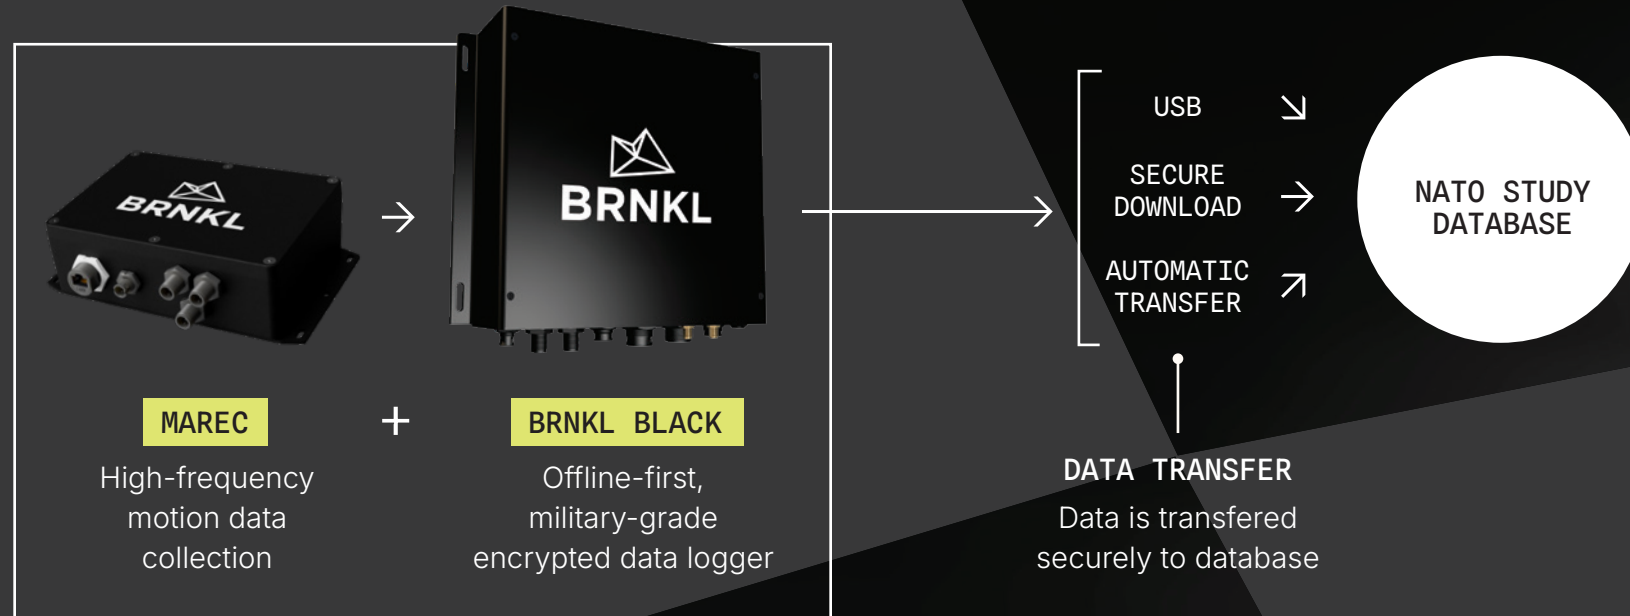 BRNKL
BRNKL
MAREC
+
BRNKL BLACK
High-frequency
motion data
collection
Offline-first,
military-grade
encrypted data logger
USB
SECURE
DOWNLOAD
AUTOMATIC
TRANSFER
DATA TRANSFER
Data is transfered
securely to database
NATO STUDY
DATABASE